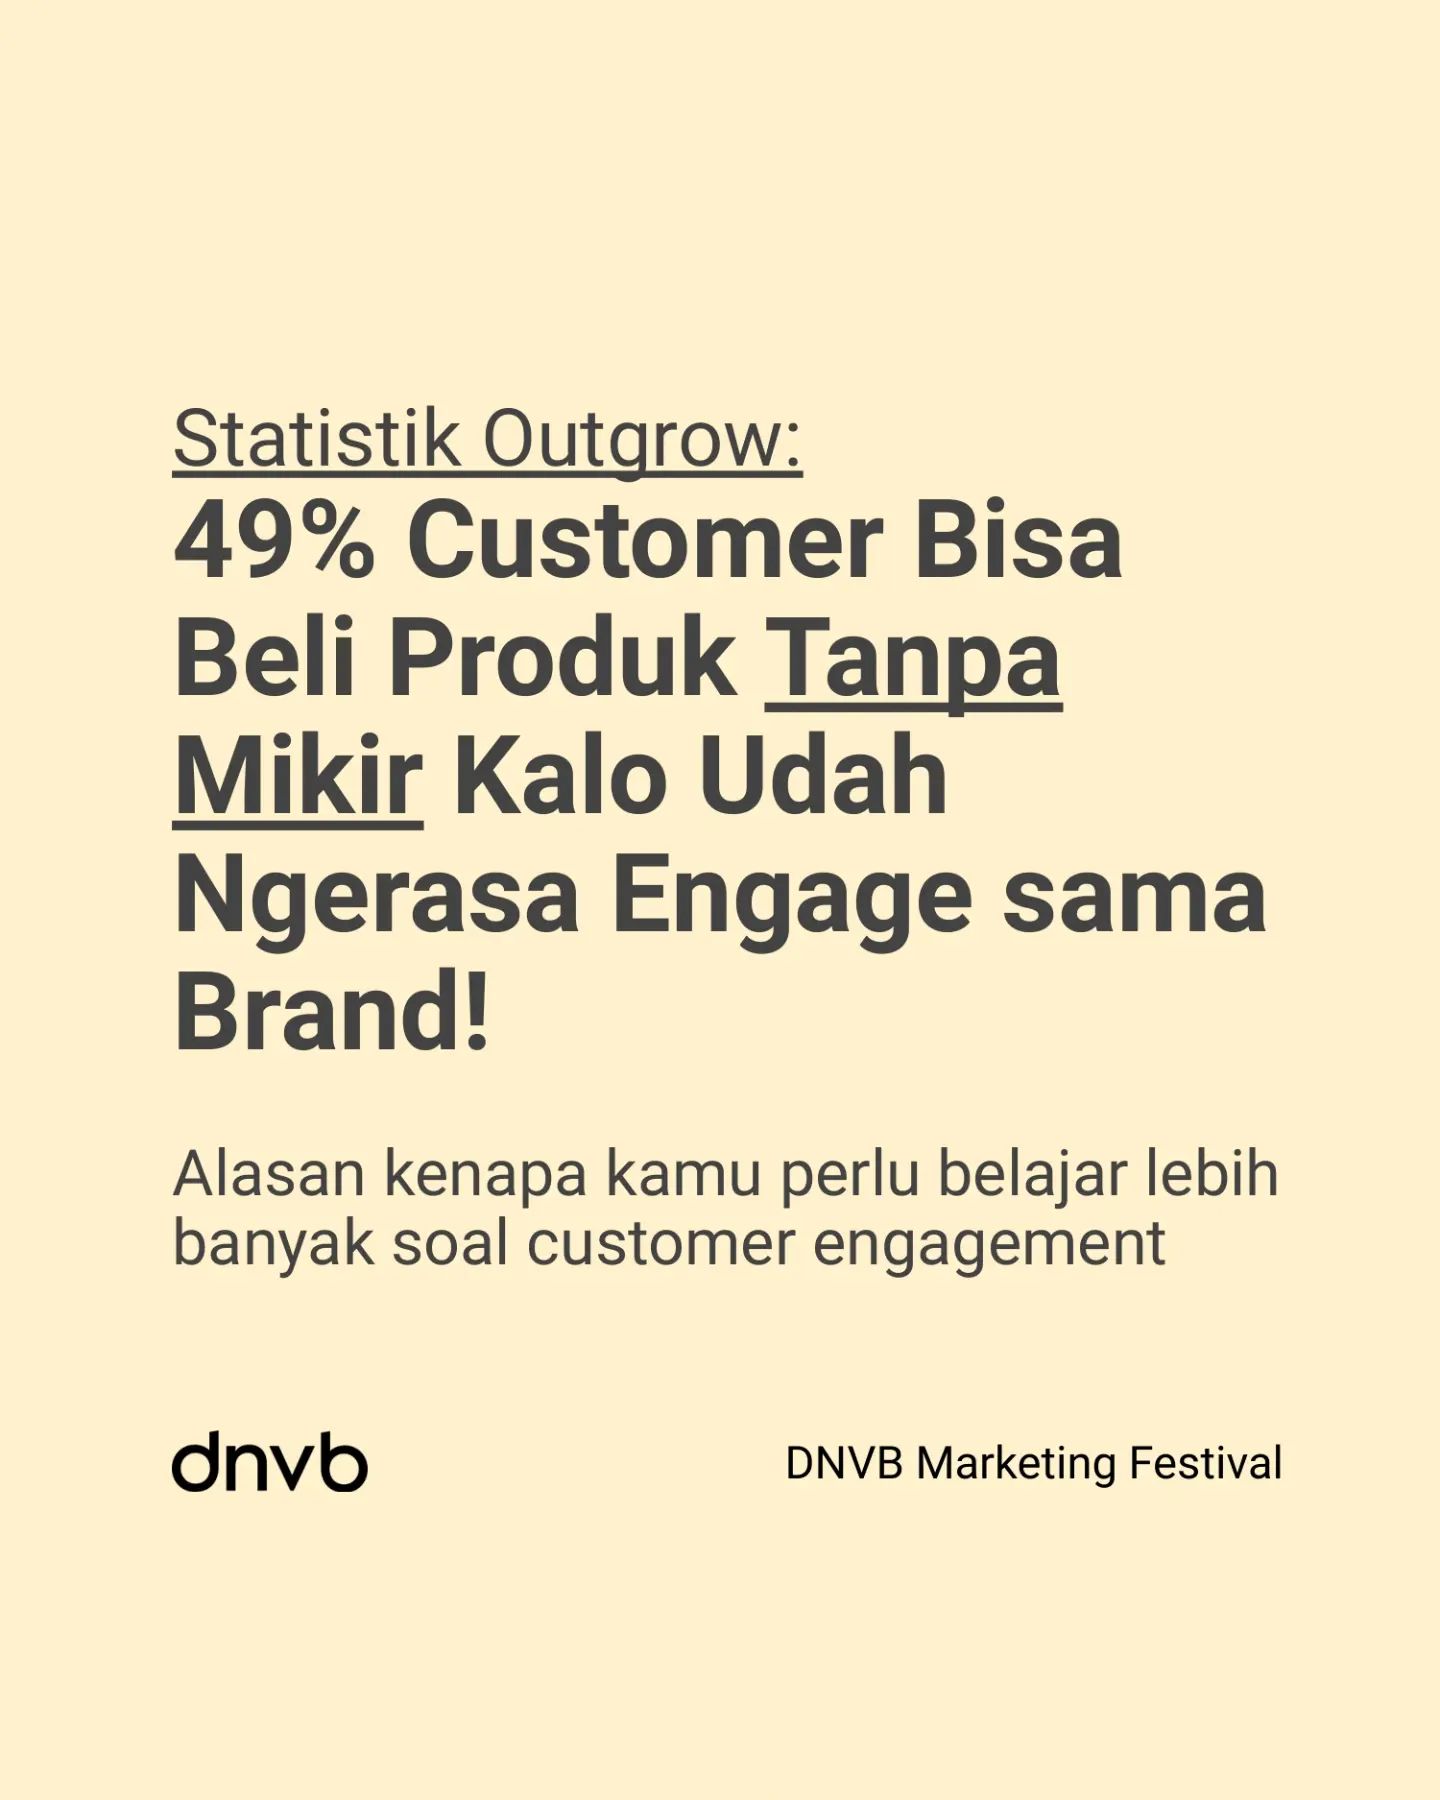 Statistik Outgrow:
49% Customer Bisa
Beli Produk Tanpa
Mikir Kalo Udah
Ngerasa Engage sama
Brand!
Alasan kenapa kamu perlu belajar lebih
banyak soal customer engagement
dnvb
DNVB Marketing Festival